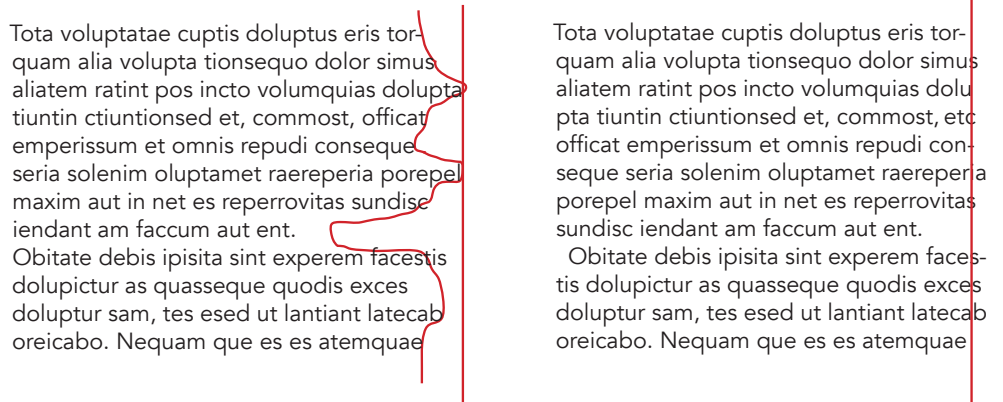 Tota voluptatae cuptis doluptus eris tor-
quam alia volupta tionsequo dolor simus
aliatem ratint pos incto volumquias dolupta
tiuntin ctiuntionsed et, commost, officat
emperissum et omnis repudi conseque
seria solenim oluptamet raereperia porepel
maxim aut in net es reperrovitas sundisc
iendant am faccum aut ent.
Obitate debis ipisita sint experem facestis
dolupictur as quasseque quodis exces
doluptur sam, tes esed ut lantiant latecab
oreicabo. Nequam que es es atemquae
Tota voluptatae cuptis doluptus eris tor-
quam alia volupta tionsequo dolor simus
aliatem ratint pos incto volumquias dolu
pta tiuntin ctiuntionsed et, commost, etc
officat emperissum et omnis repudi con-
seque seria solenim oluptamet raereperia
porepel maxim aut in net es reperrovitas
sundisc iendant am faccum aut ent.
Obitate debis ipisita sint experem faces-
tis dolupictur as quasseque quodis exces
doluptur sam, tes esed ut lantiant latecab
oreicabo. Nequam que es es atemquae